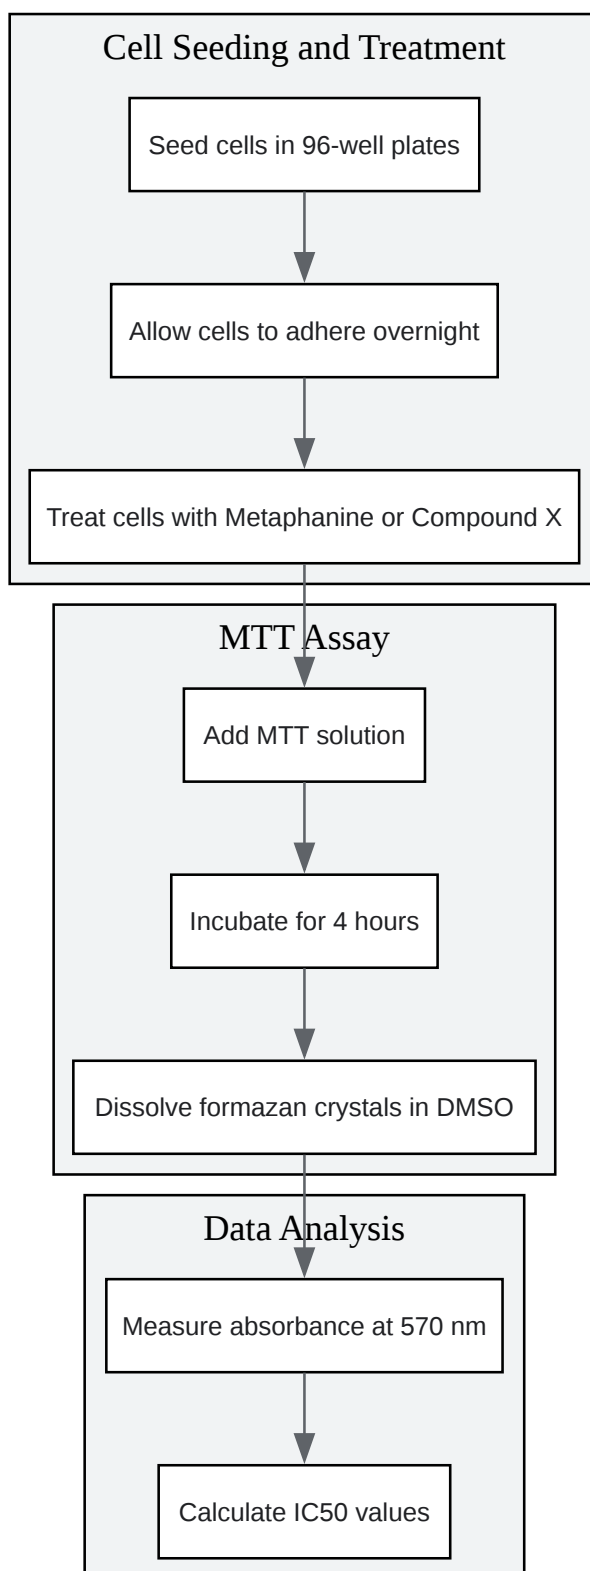 Cell Seeding and Treatment
Seed cells in 96-well plates
Allow cells to adhere overnight
Treat cells with Metaphanine or Compound X
MTT Assay
Add MTT solution
Incubate for 4 hours
Dissolve formazan crystals in DMSO
Data Analysis
Measure absorbance at 570 nm
Calculate IC50 values